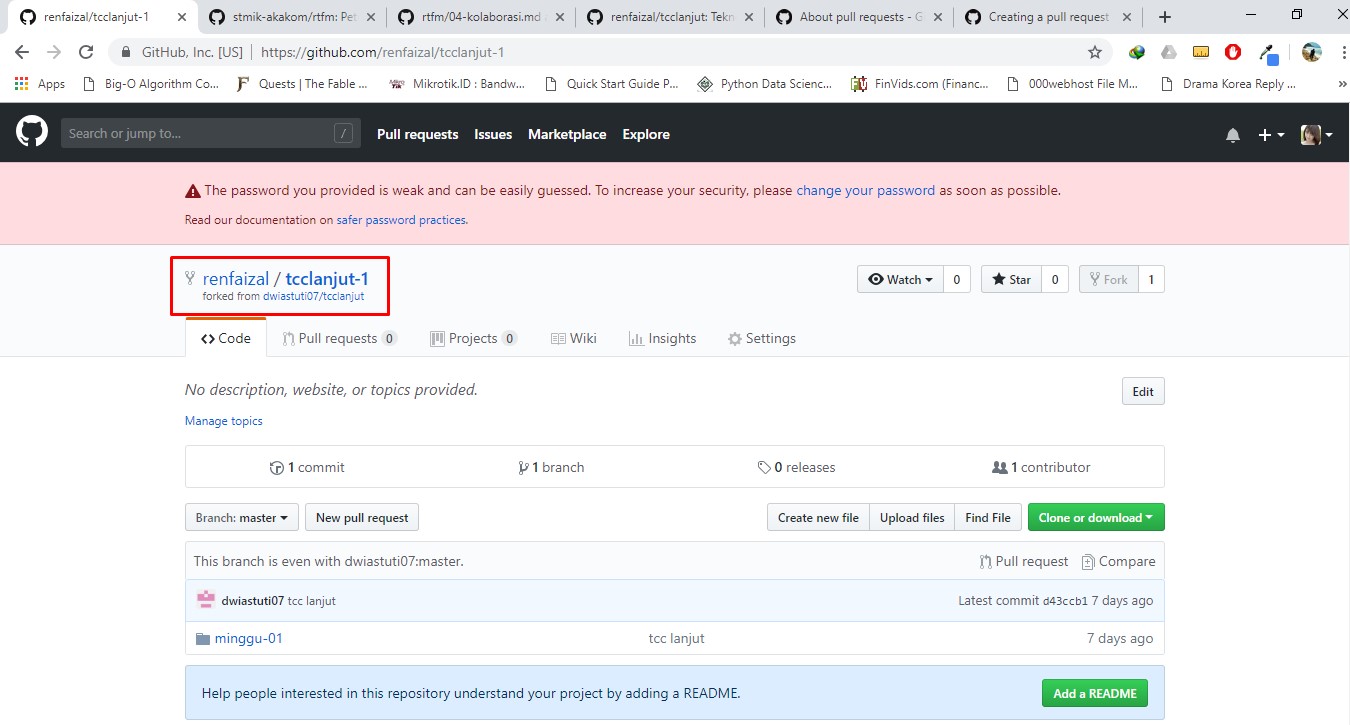 renfaizal/tcclanjut-1
stmik-akakom/rtfm: Pet
rtfm/04-kolaborasi.md a
renfaizal/tcclanjut: Tekn
About pull requests - G
Creating a pull request
GitHub, Inc. [US] | https://github.com/renfaizal/tcclanjut-1
Apps
Big-O Algorithm Co...
Quests | The Fable ...
Mikrotik.ID : Bandw...
Quick Start Guide P...
Python Data Scienc...
FinVids.com (Financ...
000webhost File M...
Drama Korea Reply ...
Search or jump to... /
Pull requests Issues Marketplace Explore
The password you provided is weak and can be easily guessed. To increase your security, please change your password as soon as possible.
Read our documentation on safer password practices.
renfaizal / tcclanjut-1
forked from dwiastuti07/tcclanjut
Watch 0 Star 0 Fork 1
Code Pull requests 0 Projects 0 Wiki Insights Settings
No description, website, or topics provided.
Edit
Manage topics
1 commit 1 branch 0 releases 1 contributor
Branch: master New pull request Create new file Upload files Find File Clone or download
This branch is even with dwiastuti07:master. Pull request Compare
dwiastuti07 tcc lanjut Latest commit d43ccb1 7 days ago
minggu-01 tcc lanjut 7 days ago
Help people interested in this repository understand your project by adding a README. Add a README